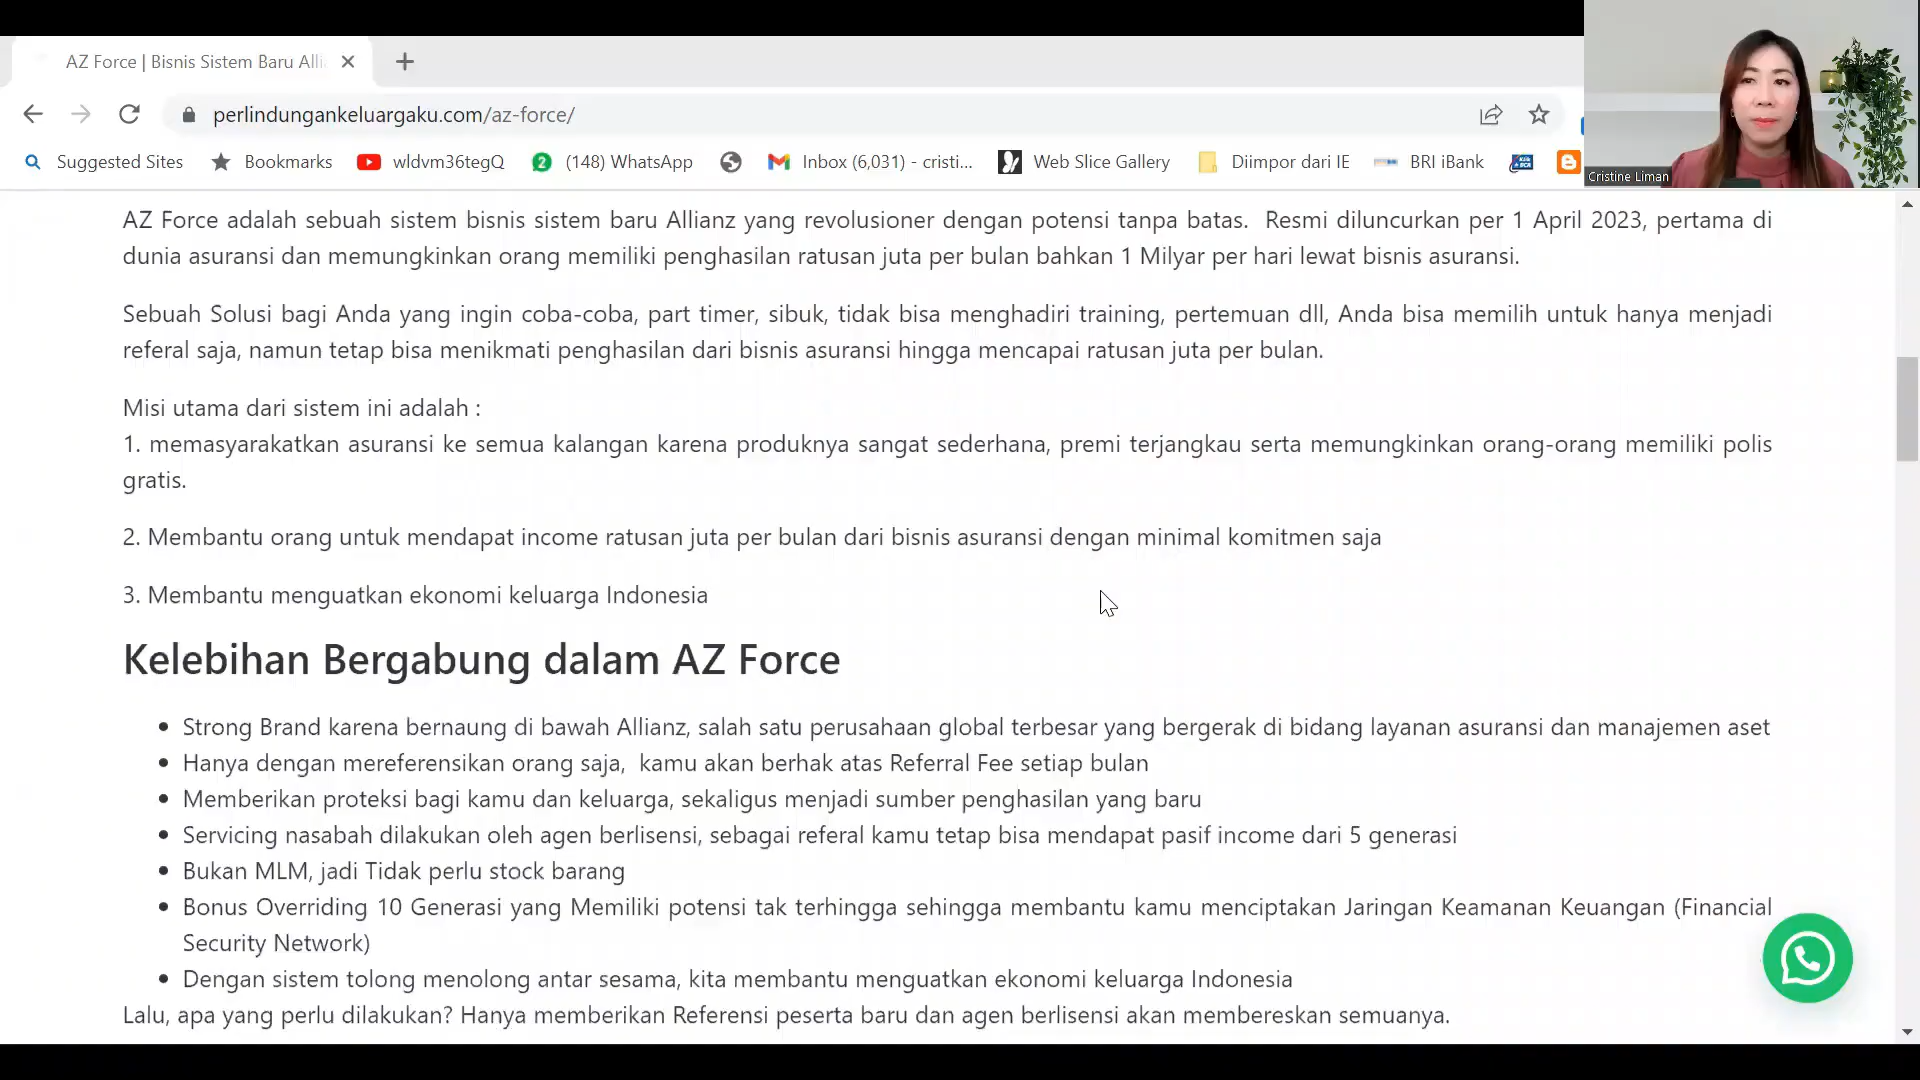 AZ Force | Bisnis Sistem Baru Alli
perlindungankeluargaku.com/az-force/
Suggested Sites Bookmarks wldvm36tegQ 2 (148) WhatsApp Inbox (6,031) - cristi... Web Slice Gallery Diimpor dari IE BRI iBank
Cristine Liman
AZ Force adalah sebuah sistem bisnis sistem baru Allianz yang revolusioner dengan potensi tanpa batas. Resmi diluncurkan per 1 April 2023, pertama di
dunia asuransi dan memungkinkan orang memiliki penghasilan ratusan juta per bulan bahkan 1 Milyar per hari lewat bisnis asuransi.
Sebuah Solusi bagi Anda yang ingin coba-coba, part timer, sibuk, tidak bisa menghadiri training, pertemuan dll, Anda bisa memilih untuk hanya menjadi
referal saja, namun tetap bisa menikmati penghasilan dari bisnis asuransi hingga mencapai ratusan juta per bulan.
Misi utama dari sistem ini adalah :
1. memasyarakatkan asuransi ke semua kalangan karena produknya sangat sederhana, premi terjangkau serta memungkinkan orang-orang memiliki polis
gratis.
2. Membantu orang untuk mendapat income ratusan juta per bulan dari bisnis asuransi dengan minimal komitmen saja
3. Membantu menguatkan ekonomi keluarga Indonesia
Kelebihan Bergabung dalam AZ Force
• Strong Brand karena bernaung di bawah Allianz, salah satu perusahaan global terbesar yang bergerak di bidang layanan asuransi dan manajemen aset
• Hanya dengan mereferensikan orang saja, kamu akan berhak atas Referral Fee setiap bulan
• Memberikan proteksi bagi kamu dan keluarga, sekaligus menjadi sumber penghasilan yang baru
• Servicing nasabah dilakukan oleh agen berlisensi, sebagai referal kamu tetap bisa mendapat pasif income dari 5 generasi
• Bukan MLM, jadi Tidak perlu stock barang
• Bonus Overriding 10 Generasi yang Memiliki potensi tak terhingga sehingga membantu kamu menciptakan Jaringan Keamanan Keuangan (Financial
Security Network)
• Dengan sistem tolong menolong antar sesama, kita membantu menguatkan ekonomi keluarga Indonesia
Lalu, apa yang perlu dilakukan? Hanya memberikan Referensi peserta baru dan agen berlisensi akan membereskan semuanya.